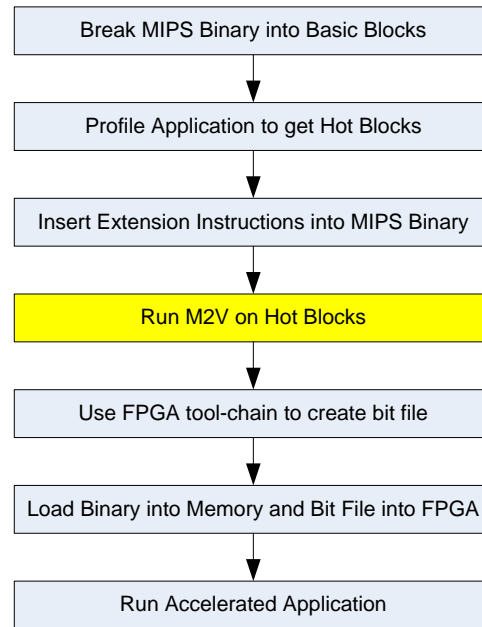 Break MIPS Binary into Basic Blocks
Profile Application to get Hot Blocks
Insert Extension Instructions into MIPS Binary
Run M2V on Hot Blocks
Use FPGA tool-chain to create bit file
Load Binary into Memory and Bit File into FPGA
Run Accelerated Application